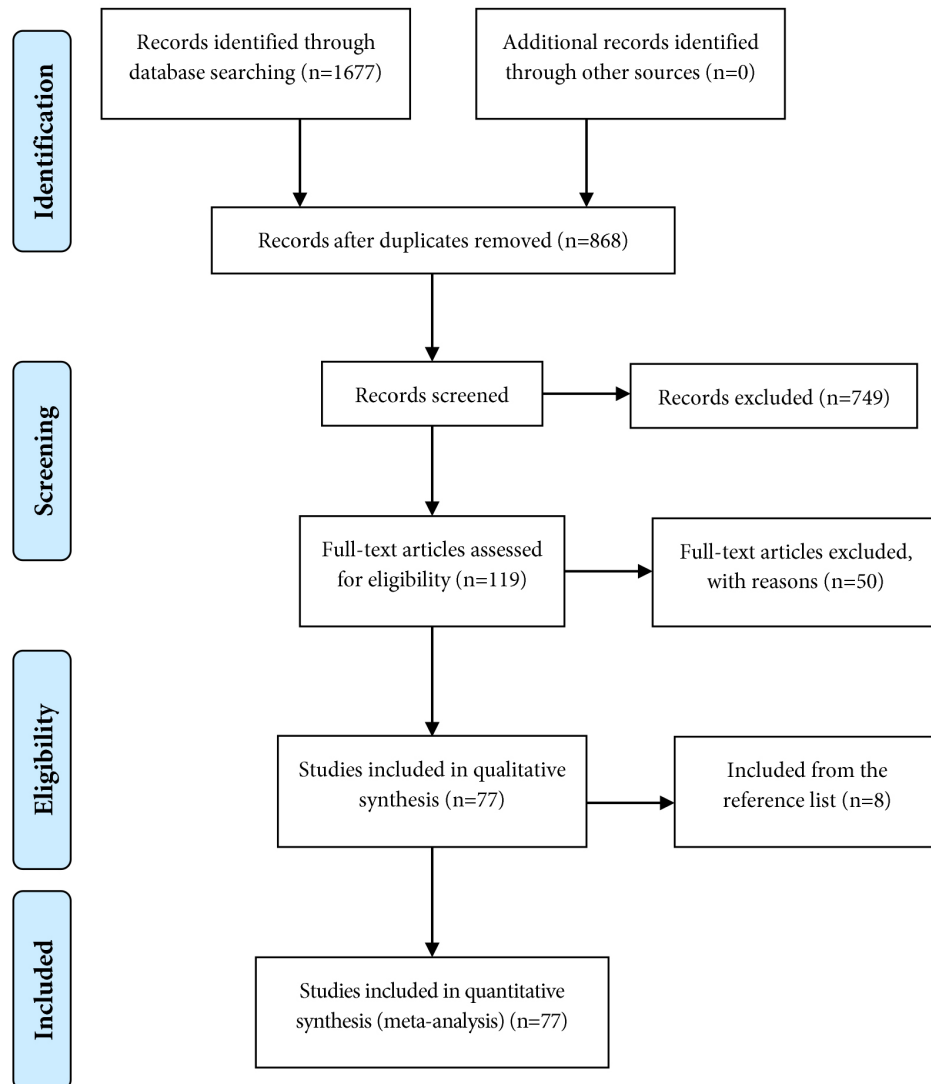 Identification
Records identified through
database searching (n=1677)
Additional records identified
through other sources (n=0)
Records after duplicates removed (n=868)
Screening
Records screened
Records excluded (n=749)
Full-text articles assessed
for eligibility (n=119)
Full-text articles excluded,
with reasons (n=50)
Eligibility
Studies included in qualitative
synthesis (n=77)
Included from the
reference list (n=8)
Included
Studies included in quantitative
synthesis (meta-analysis) (n=77)